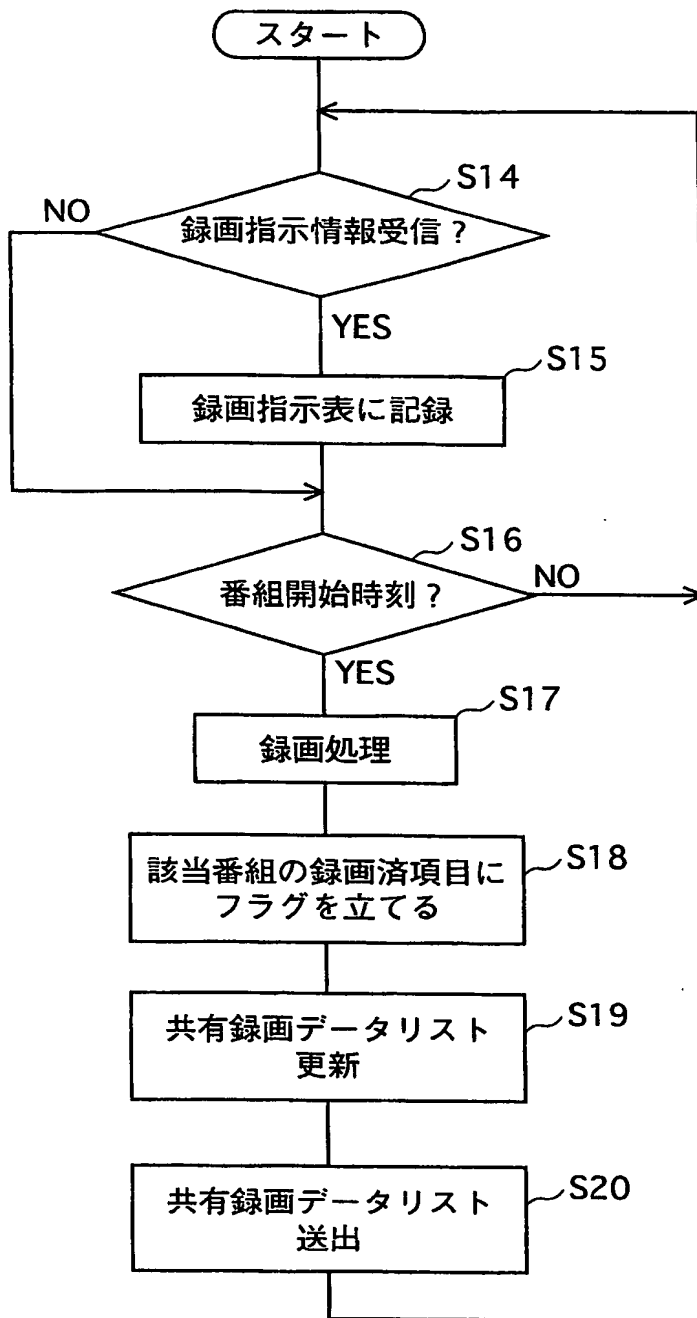 スタート
S14
NO
録画指示情報受信?
YES
S15
録画指示表に記録
S16
番組開始時刻?
NO
YES
S17
録画処理
S18
該当番組の録画済項目に
フラグを立てる
S19
共有録画データリスト
更新
S20
共有録画データリスト
送出